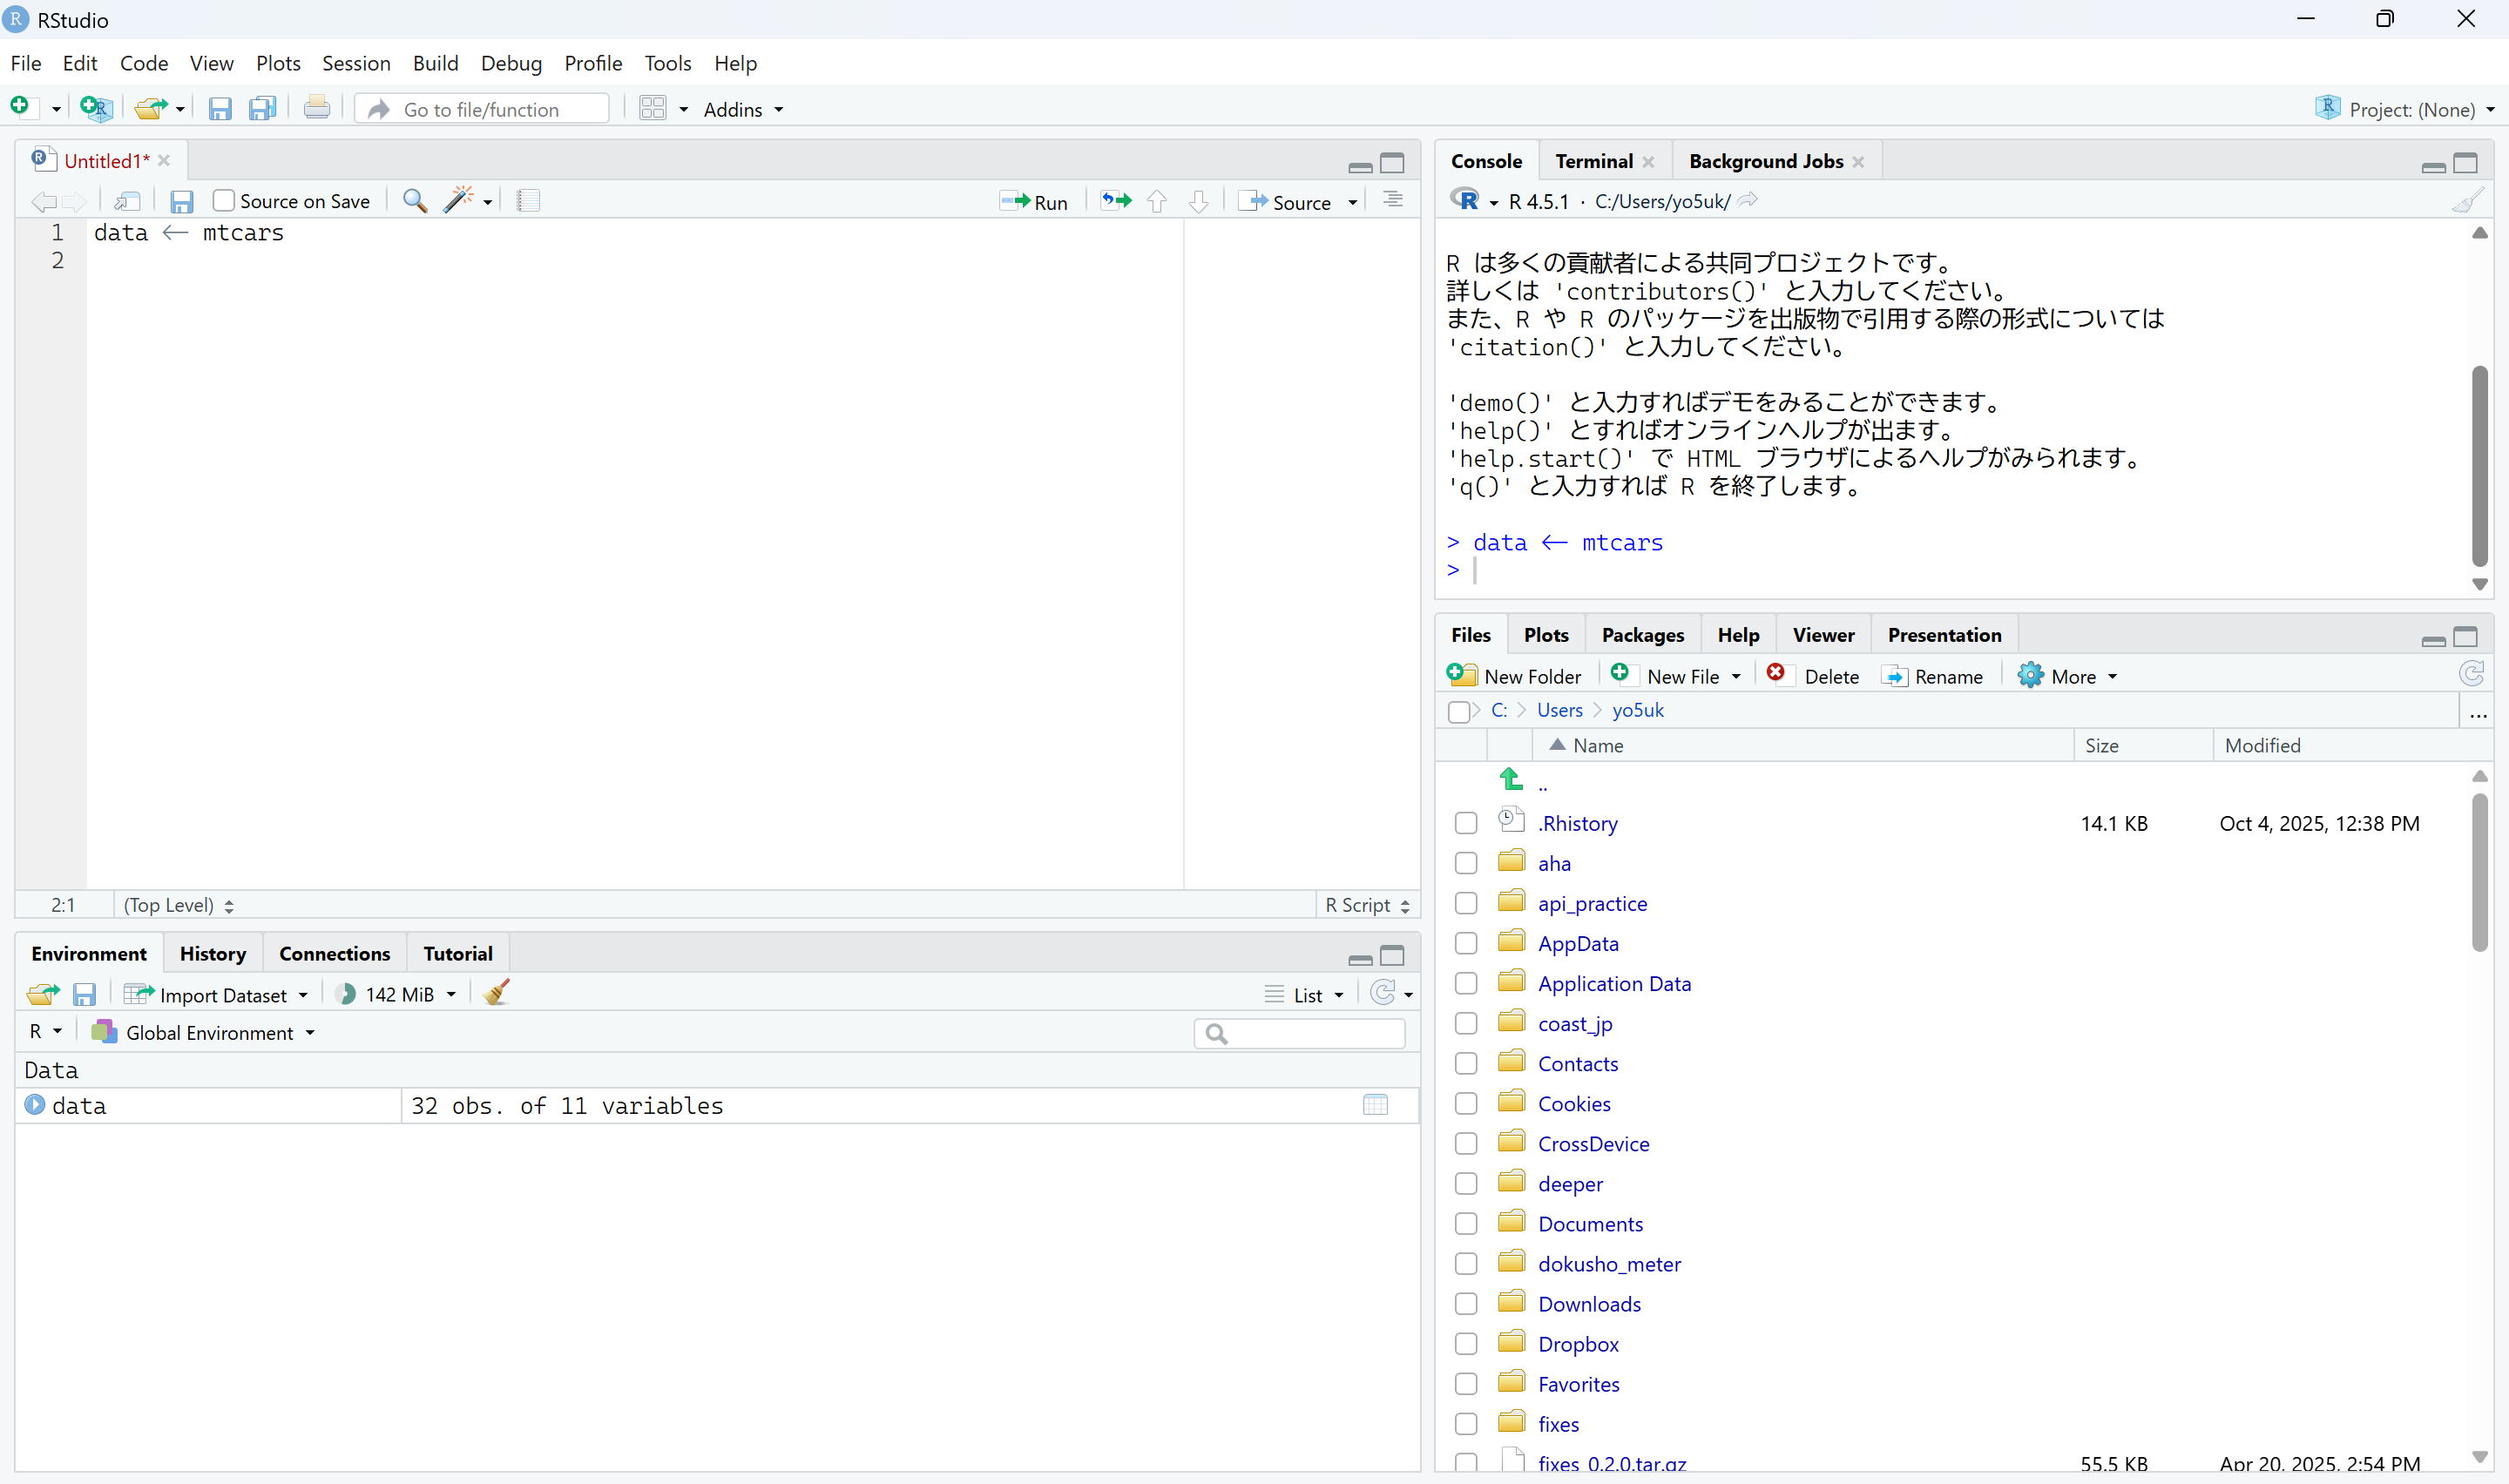 RStudio
File Edit Code View Plots Session Build Debug Profile Tools Help
Go to file/function Addins Project: (None)
Untitled1*
Source on Save Run Source
1 data ← mtcars
2
2:1 (Top Level) R Script
Environment History Connections Tutorial
Import Dataset 142 MiB List
R Global Environment
Data
data 32 obs. of 11 variables
Console Terminal Background Jobs
R 4.5.1 · C:/Users/yo5uk/
R は多くの貢献者による共同プロジェクトです。
詳しくは 'contributors()' と入力してください。
また、R や R のパッケージを出版物で引用する際の形式については
'citation()' と入力してください。
'demo()' と入力すればデモをみることができます。
'help()' とすればオンラインヘルプが出ます。
'help.start()' で HTML ブラウザによるヘルプがみられます。
'q()' と入力すれば R を終了します。
> data ← mtcars
>
Files Plots Packages Help Viewer Presentation
New Folder New File Delete Rename More
C: Users yo5uk ...
Name Size Modified
..
.Rhistory 14.1 KB Oct 4, 2025, 12:38 PM
aha
api_practice
AppData
Application Data
coast_jp
Contacts
Cookies
CrossDevice
deeper
Documents
dokusho_meter
Downloads
Dropbox
Favorites
fixes
fixes_0.2.0.tar.gz 55.5 KB Apr 20, 2025, 2:54 PM